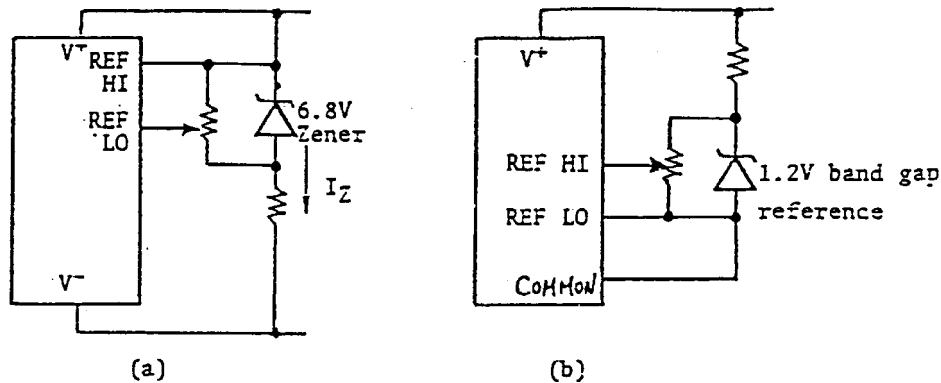 V+
REF
HI
REF
LO
6.8V
Zener
IZ
V-
(a)
V+
REF HI
REF LO
COMMON
1.2V band gap
reference
(b)